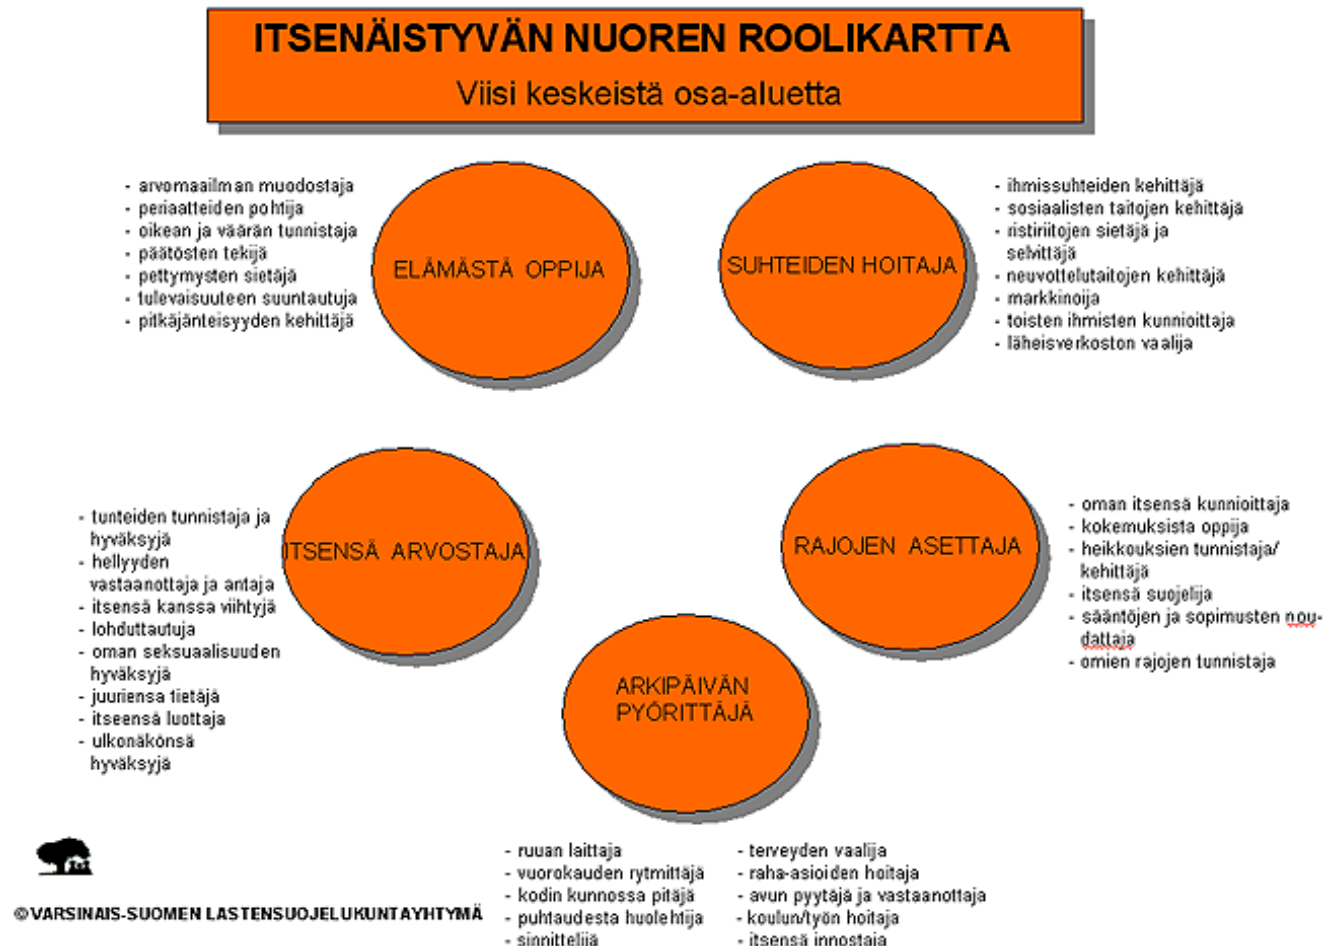 ITSENÄISTYVÄN NUOREN ROOLIKARTTA
Viisi keskeistä osa-aluetta
- arvomaailman muodostaja
- periaatteiden pohtija
- oikean ja väärän tunnistaja
- päätösten tekijä
- pettymysten sietäjä
- tulevaisuuteen suuntautuja
- pitkäjänteisyyden kehittäjä
ELÄMÄSTÄ OPPIJA
SUHTEIDEN HOITAJA
- ihmissuhteiden kehittäjä
- sosiaalisten taitojen kehittäjä
- ristiriitojen sietäjä ja
selvittäjä
- neuvottelutaitojen kehittäjä
- markkinoija
- toisten ihmisten kunnioittaja
- läheisverkoston vaalija
- tunteiden tunnistaja ja
hyväksyjä
- hellyyden
vastaanottaja ja antaja
- itsensä kanssa viihtyjä
- lohduttautuja
- oman seksuaalisuuden
hyväksyjä
- juuriensa tietäjä
- itseensä luottaja
- ulkonäkönsä
hyväksyjä
ITSENSÄ ARVOSTAJA
RAJOJEN ASETTAJA
- oman itsensä kunnioittaja
- kokemuksista oppija
- heikkouksien tunnistaja/
kehittäjä
- itsensä suojelija
- sääntöjen ja sopimusten nou-
dattaja
- omien rajojen tunnistaja
ARKIPÄIVÄN
PYÖRITTÄJÄ
- ruuan laittaja
- vuorokauden rytmittäjä
- kodin kunnossa pitäjä
- puhtaudesta huolehtija
- sinnittelijä
- terveyden vaalija
- raha-asioiden hoitaja
- avun pyytäjä ja vastaanottaja
- koulun/työn hoitaja
- itsensä innostaja
©VARSINAIS-SUOMEN LASTENSUOJELUKUNTAYHTYMÄ